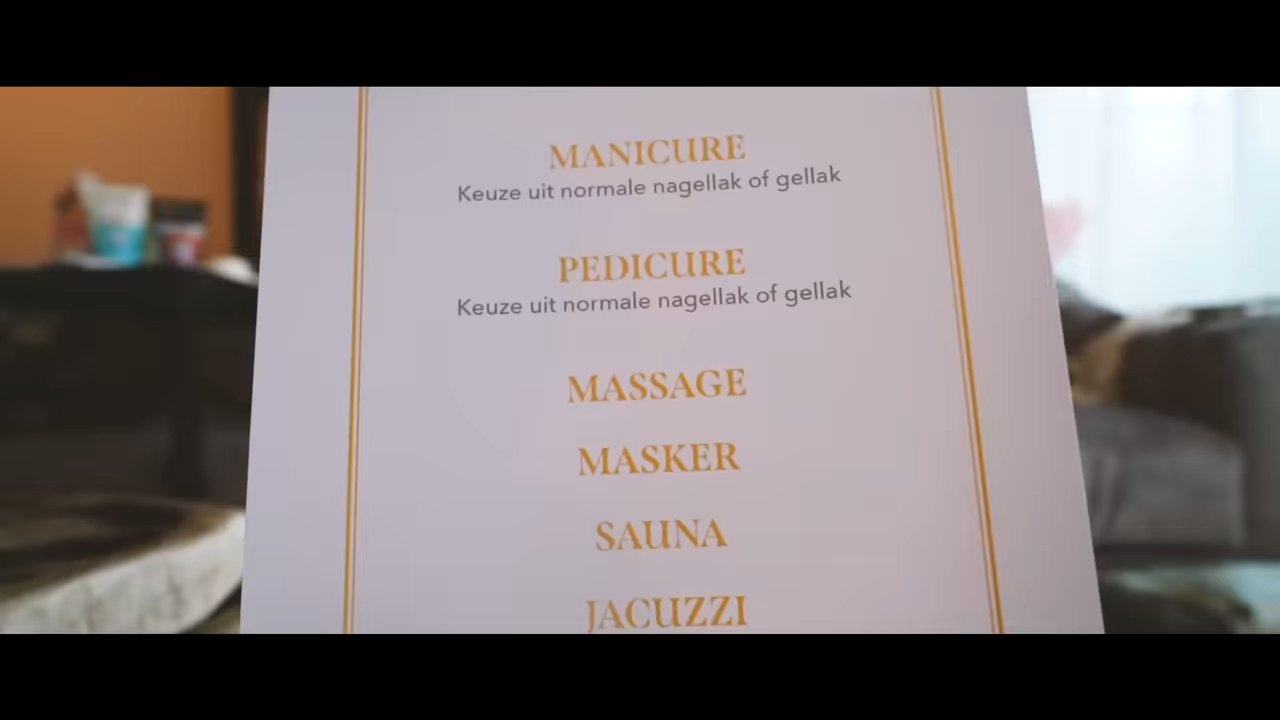 MANICURE
Keuze uit normale nagellak of gellak
PEDICURE
Keuze uit normale nagellak of gellak
MASSAGE
MASKER
SAUNA
JACUZZI